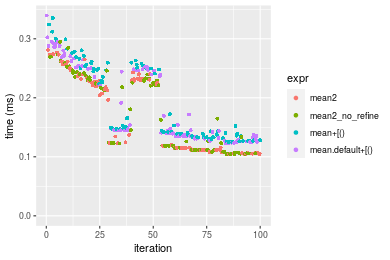 0.3
0.2
0.1
0.0
time (ms)
0
25
50
75
100
iteration
expr
mean2
mean2_no_refine
mean+[()
mean.default+[()